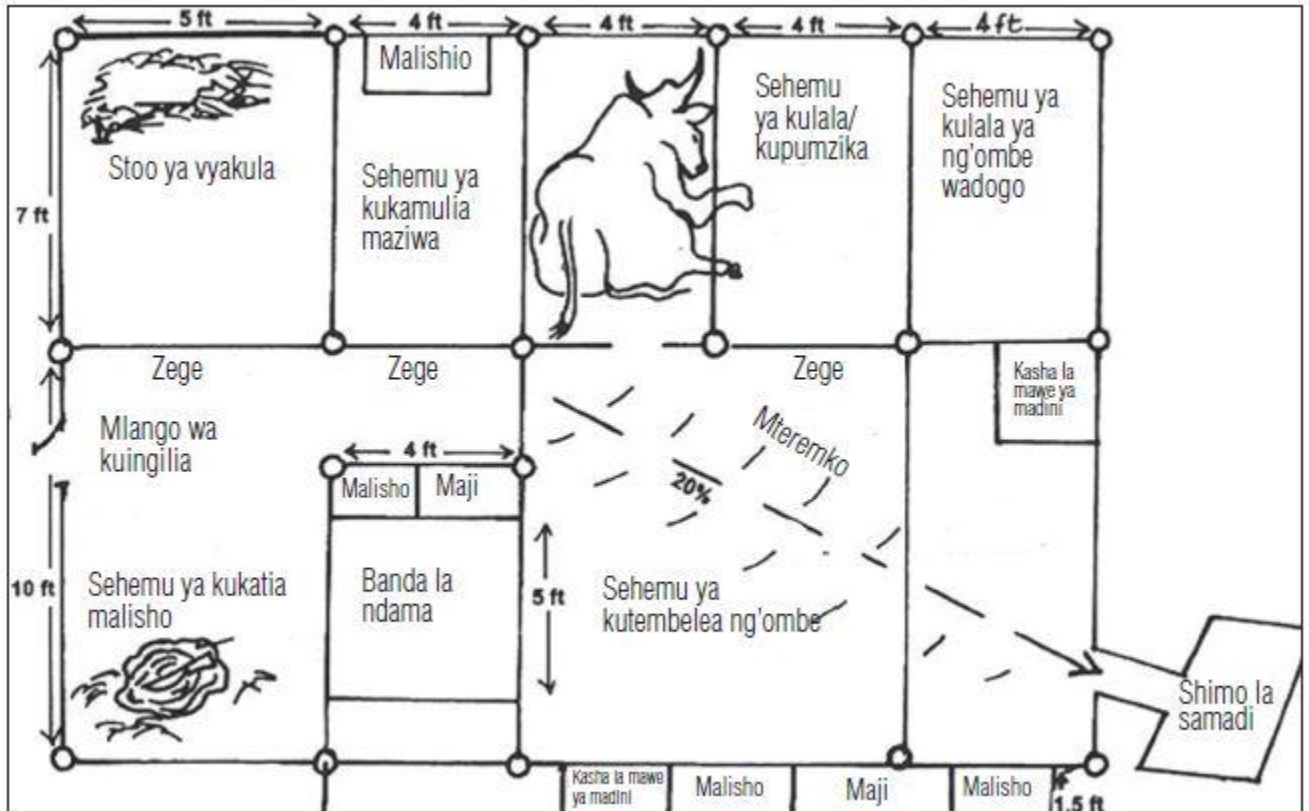 5 ft
4 ft
4 ft
4 ft
4 ft
Malishio
Stoo ya vyakula
Sehemu ya
kukamulia
maziwa
Sehemu
ya kulala/
kupumzika
Sehemu ya
kulala ya
ng'ombe
wadogo
7 ft
Zege
Zege
Zege
Kasha la
mawe ya
madini
Mlango wa
kuingilia
4 ft
Malisho
Maji
20%
Mteremko
10 ft
Sehemu ya kukatia
malisho
Banda la
ndama
5 ft
Sehemu ya
kutembelea ng'ombe
Shimo la
samadi
Kasha la mawe
ya madini
Malisho
Maji
Malisho
1.5 ft